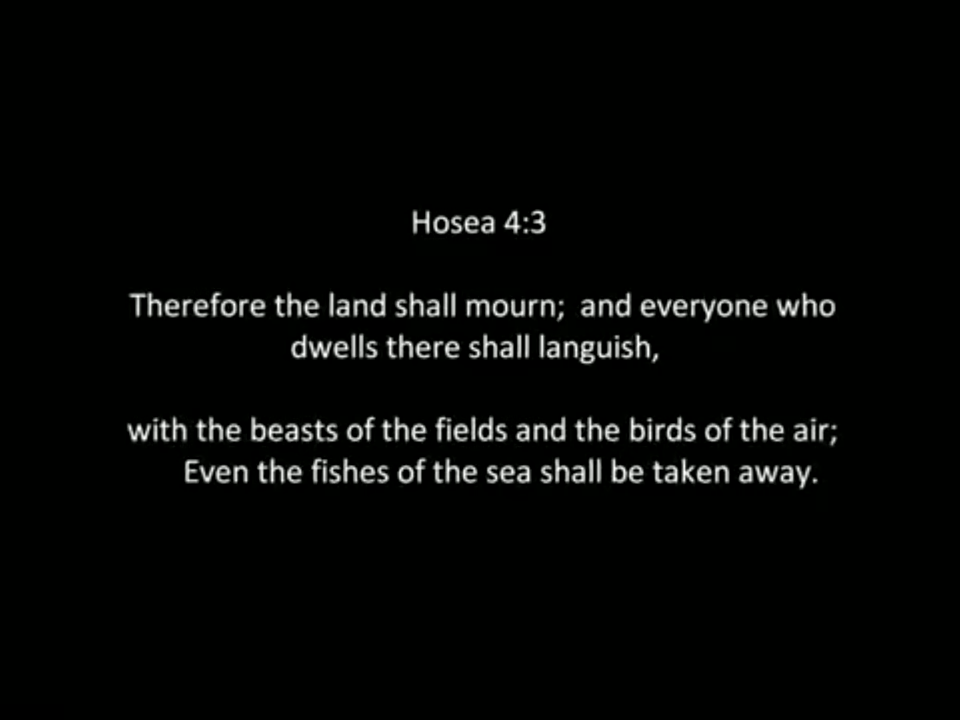 Hosea 4:3
Therefore the land shall mourn;  and everyone who
dwells there shall languish,
with the beasts of the fields and the birds of the air;
Even the fishes of the sea shall be taken away.